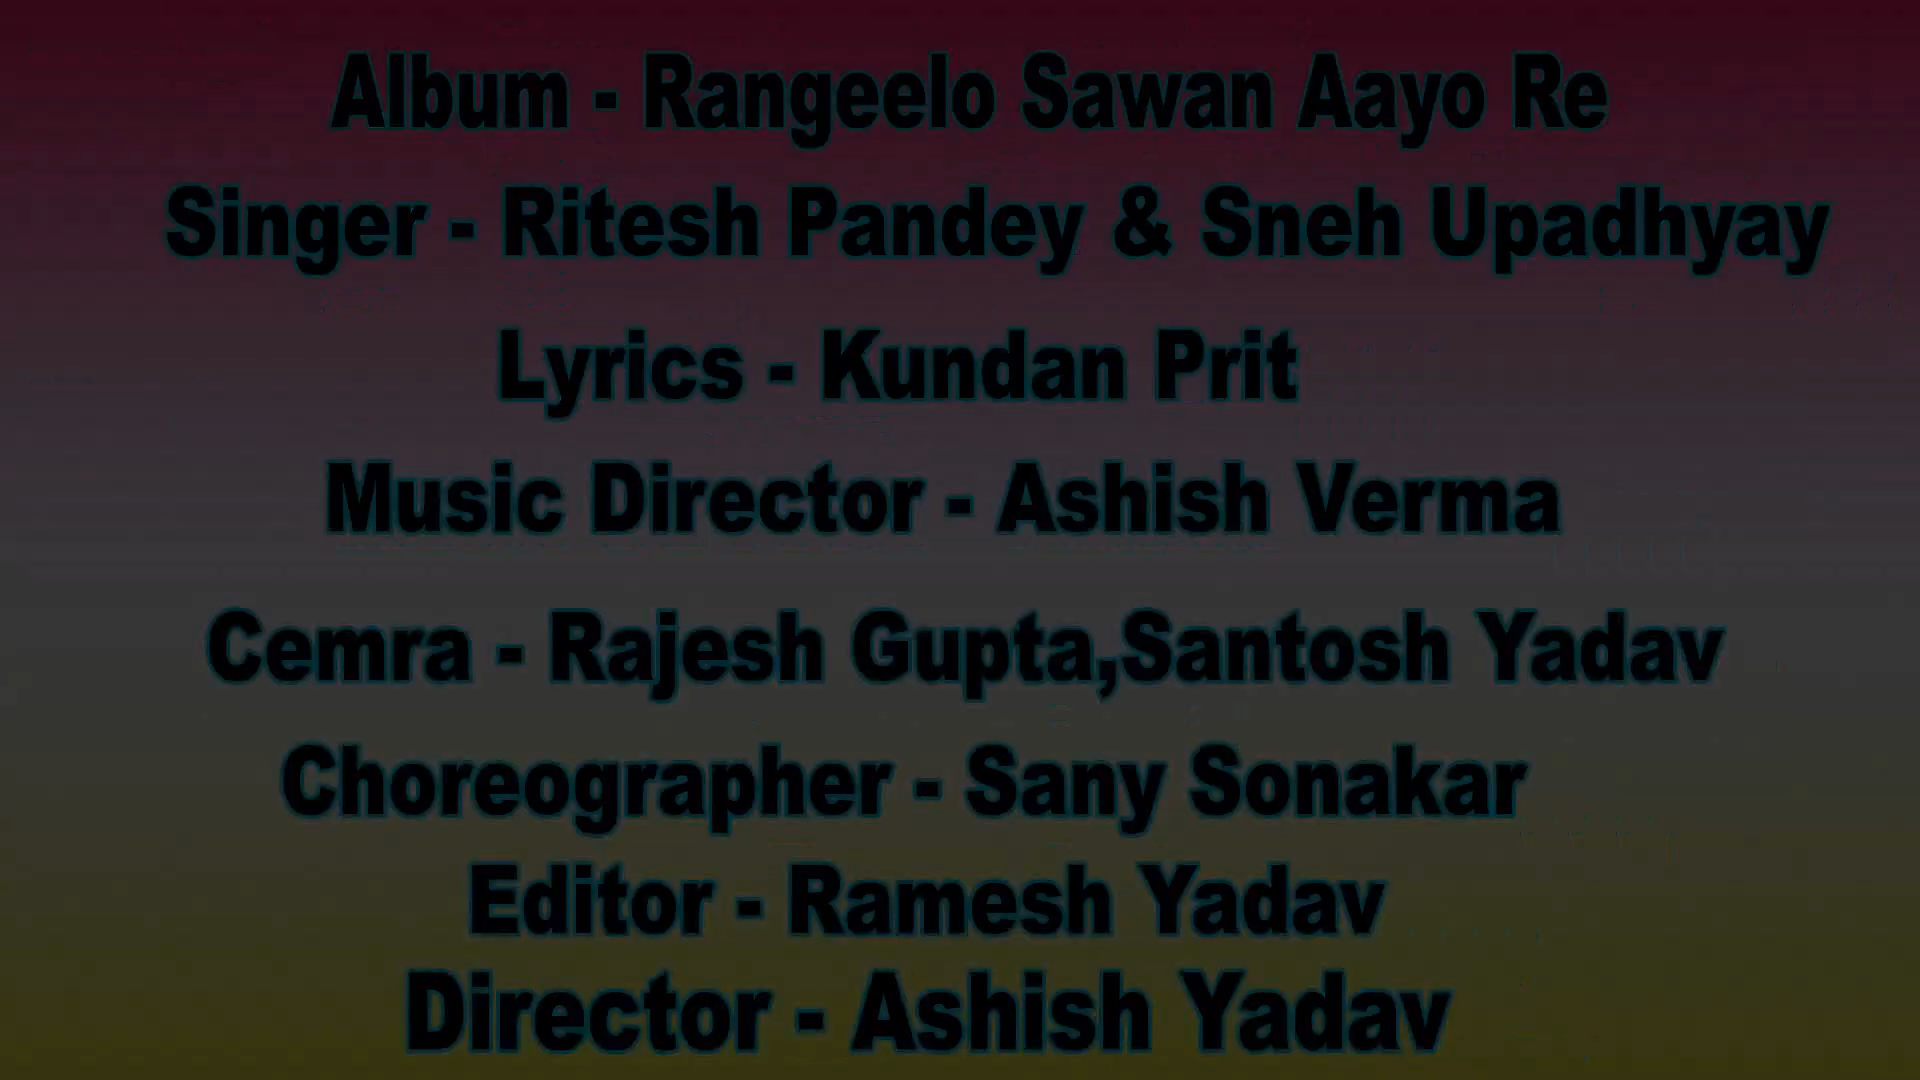 Album - Rangeelo Sawan Aayo Re
Singer - Ritesh Pandey & Sneh Upadhyay
Lyrics - Kundan Prit
Music Director - Ashish Verma
Cemra - Rajesh Gupta,Santosh Yadav
Choreographer - Sany Sonakar
Editor - Ramesh Yadav
Director - Ashish Yadav